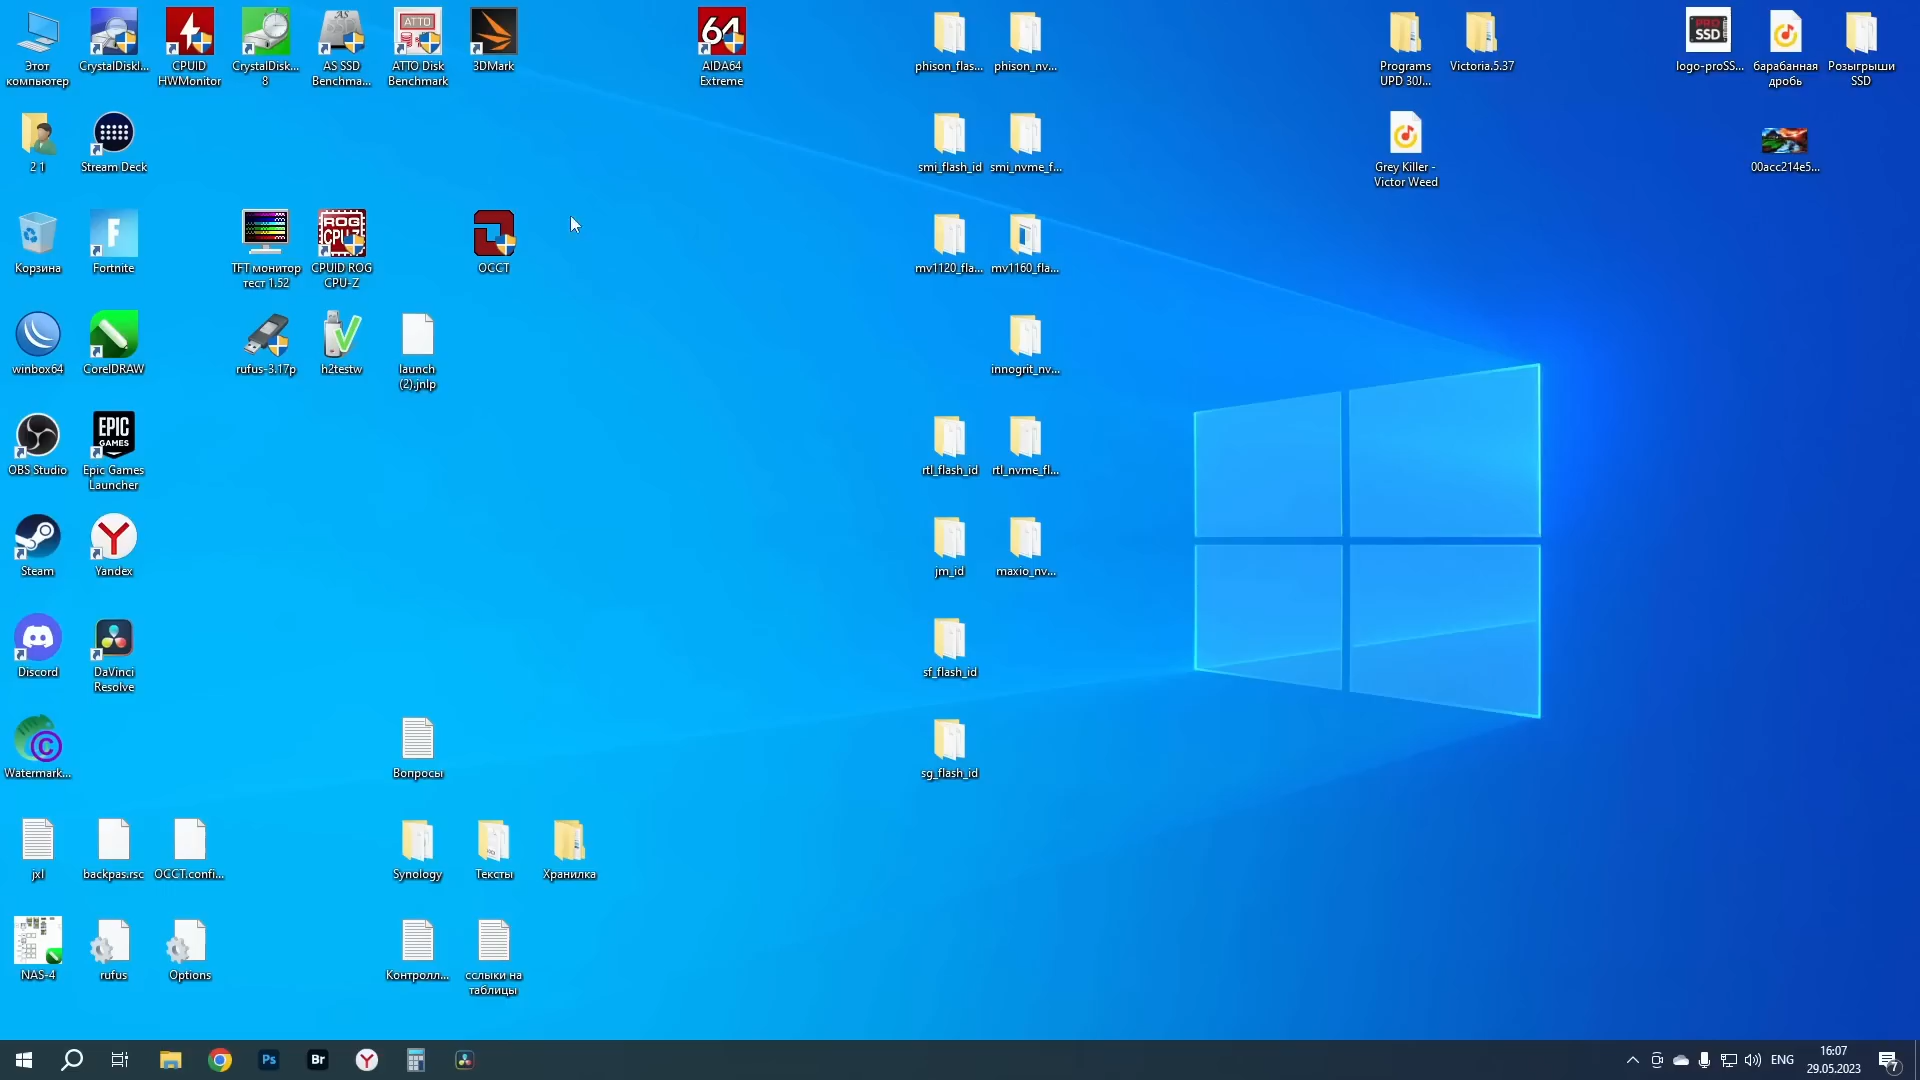 Этот
компьютер
CrystalDiskI...
CPUID
HWMonitor
CrystalDisk...
8
AS SSD
Benchma...
ATTO Disk
Benchmark
3DMark
AIDA64
Extreme
phison_flas...
phison_nv...
Programs
UPD 30J...
Victoria.5.37
logo-proSS...
барабанная
дробь
Розыгрыши
SSD
2 1
Stream Deck
smi_flash_id
smi_nvme_f...
Grey Killer -
Victor Weed
00acc214e5...
Корзина
Fortnite
TFT монитор
тест 1.52
CPUID ROG
CPU-Z
OCCT
mv1120_fla...
mv1160_fla...
winbox64
CorelDRAW
rufus-3.17p
h2testw
launch
(2).jnlp
innogrit_nv...
OBS Studio
Epic Games
Launcher
rtl_flash_id
rtl_nvme_fl...
Steam
Yandex
jm_id
maxio_nv...
Discord
DaVinci
Resolve
sf_flash_id
Watermark...
Вопросы
sg_flash_id
jxl
backpas.rsc
OCCT.confi...
Synology
Тексты
Хранилка
NAS-4
rufus
Options
Контролл...
сслыки на
таблицы
Ps
Br
ENG
16:07
29.05.2023
7